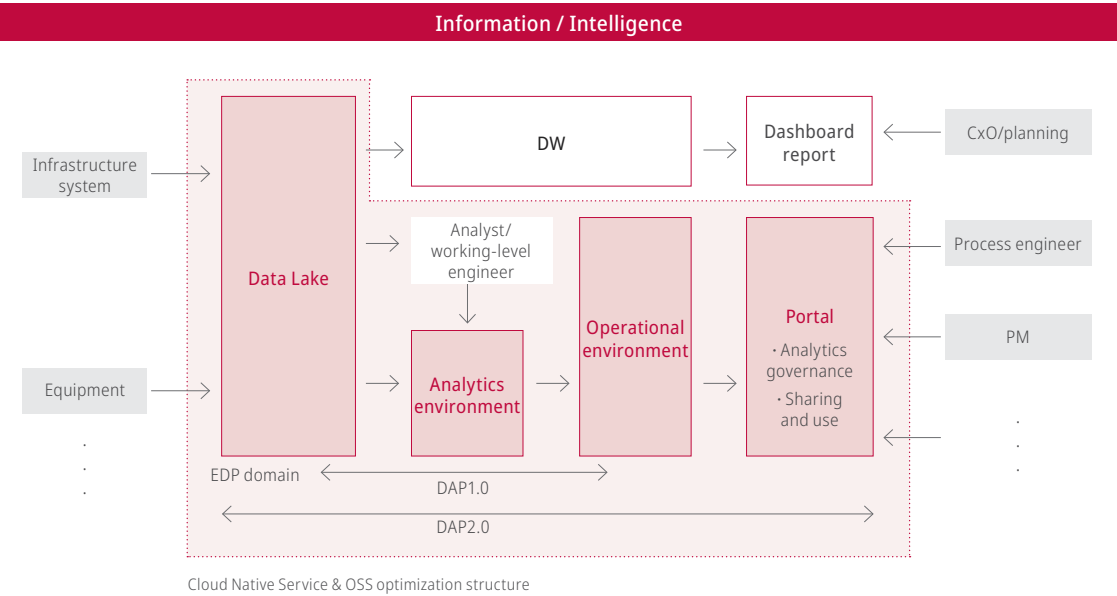 Information / Intelligence
Infrastructure
system
Equipment
.
.
.
Data Lake
DW
Dashboard
report
CxO/planning
Analyst/
working-level
engineer
Process engineer
Operational
environment
Portal
· Analytics
governance
· Sharing
and use
PM
.
.
.
Analytics
environment
EDP domain
DAP1.0
DAP2.0
Cloud Native Service & OSS optimization structure